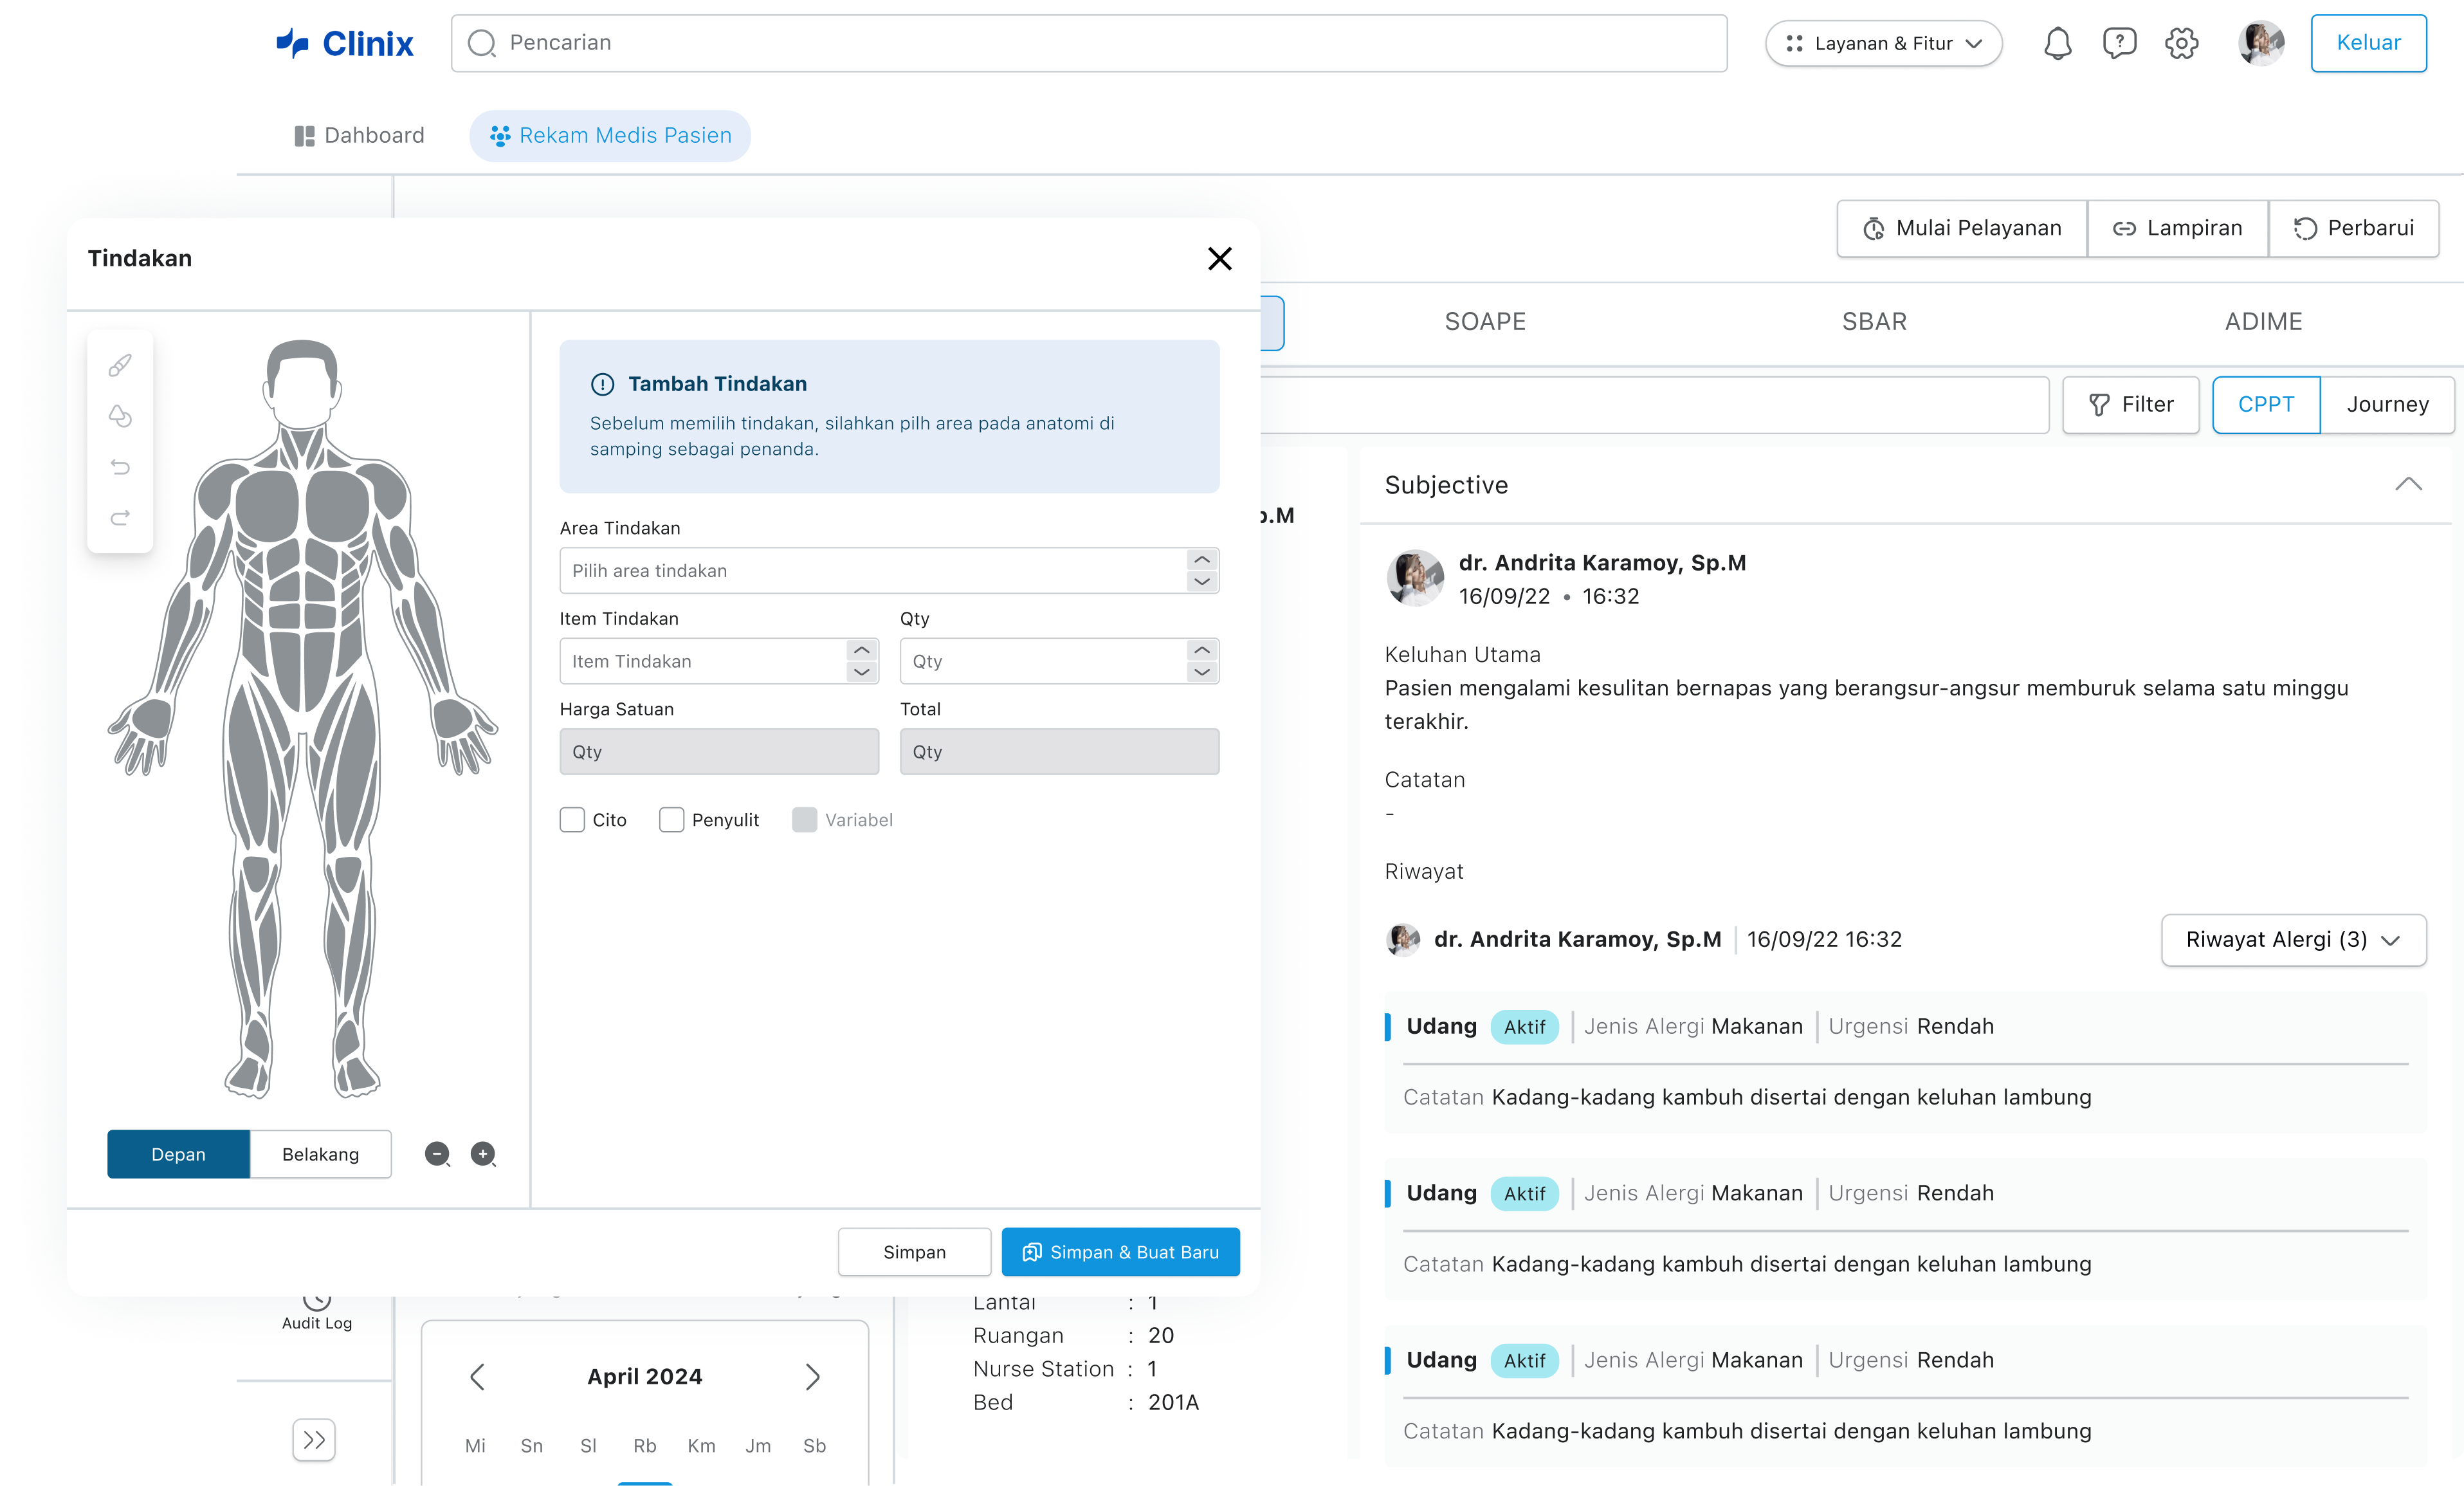 Clinix
Pencarian
Layanan & Fitur
Keluar
Dahboard
Rekam Medis Pasien
Mulai Pelayanan
Lampiran
Perbarui
Tindakan
SOAPE
SBAR
ADIME
Tambah Tindakan
Sebelum memilih tindakan, silahkan pilh area pada anatomi di
samping sebagai penanda.
Area Tindakan
Pilih area tindakan
Item Tindakan
Qty
Item Tindakan
Qty
Harga Satuan
Total
Qty
Qty
Cito
Penyulit
Variabel
Depan
Belakang
Simpan
Simpan & Buat Baru
Filter
CPPT
Journey
p.M
Subjective
dr. Andrita Karamoy, Sp.M
16/09/22 • 16:32
Keluhan Utama
Pasien mengalami kesulitan bernapas yang berangsur-angsur memburuk selama satu minggu
terakhir.
Catatan
-
Riwayat
dr. Andrita Karamoy, Sp.M | 16/09/22 16:32
Riwayat Alergi (3)
Udang Aktif | Jenis Alergi Makanan | Urgensi Rendah
Catatan Kadang-kadang kambuh disertai dengan keluhan lambung
Udang Aktif | Jenis Alergi Makanan | Urgensi Rendah
Catatan Kadang-kadang kambuh disertai dengan keluhan lambung
Udang Aktif | Jenis Alergi Makanan | Urgensi Rendah
Catatan Kadang-kadang kambuh disertai dengan keluhan lambung
Audit Log
April 2024
Mi Sn Sl Rb Km Jm Sb
Lantai : 1
Ruangan : 20
Nurse Station : 1
Bed : 201A